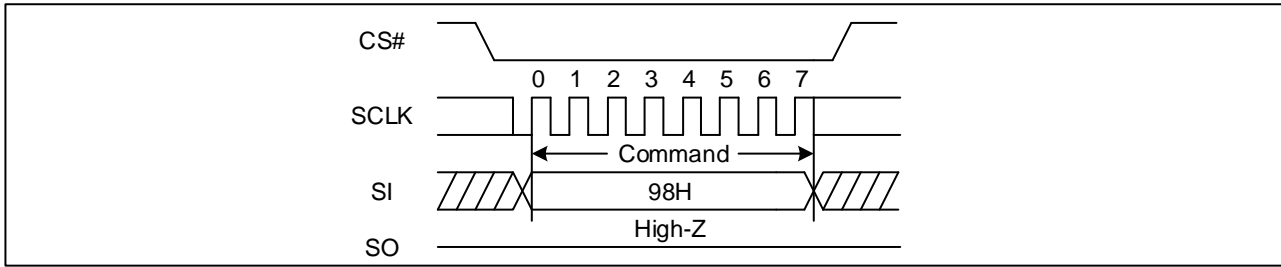 CS#
0 1 2 3 4 5 6 7
SCLK
Command
SI
98H
High-Z
SO